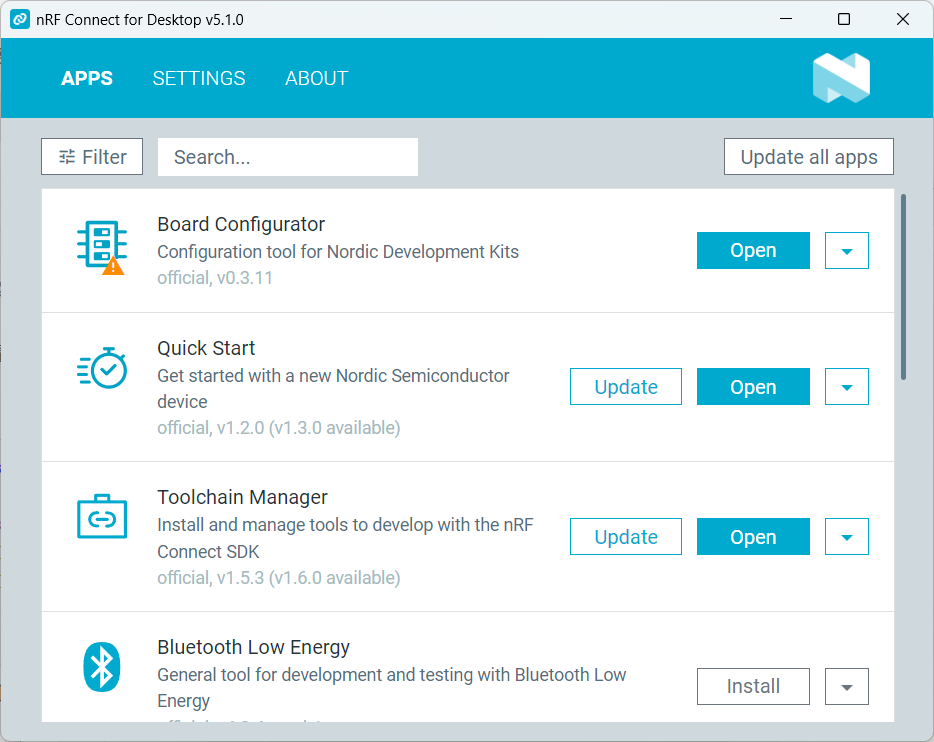 nRF Connect for Desktop v5.1.0
APPS SETTINGS ABOUT
Filter Search... Update all apps
Board Configurator
Configuration tool for Nordic Development Kits
official, v0.3.11
Open
Quick Start
Get started with a new Nordic Semiconductor
device
official, v1.2.0 (v1.3.0 available)
Update Open
Toolchain Manager
Install and manage tools to develop with the nRF
Connect SDK
official, v1.5.3 (v1.6.0 available)
Update Open
Bluetooth Low Energy
General tool for development and testing with Bluetooth Low
Energy
Install